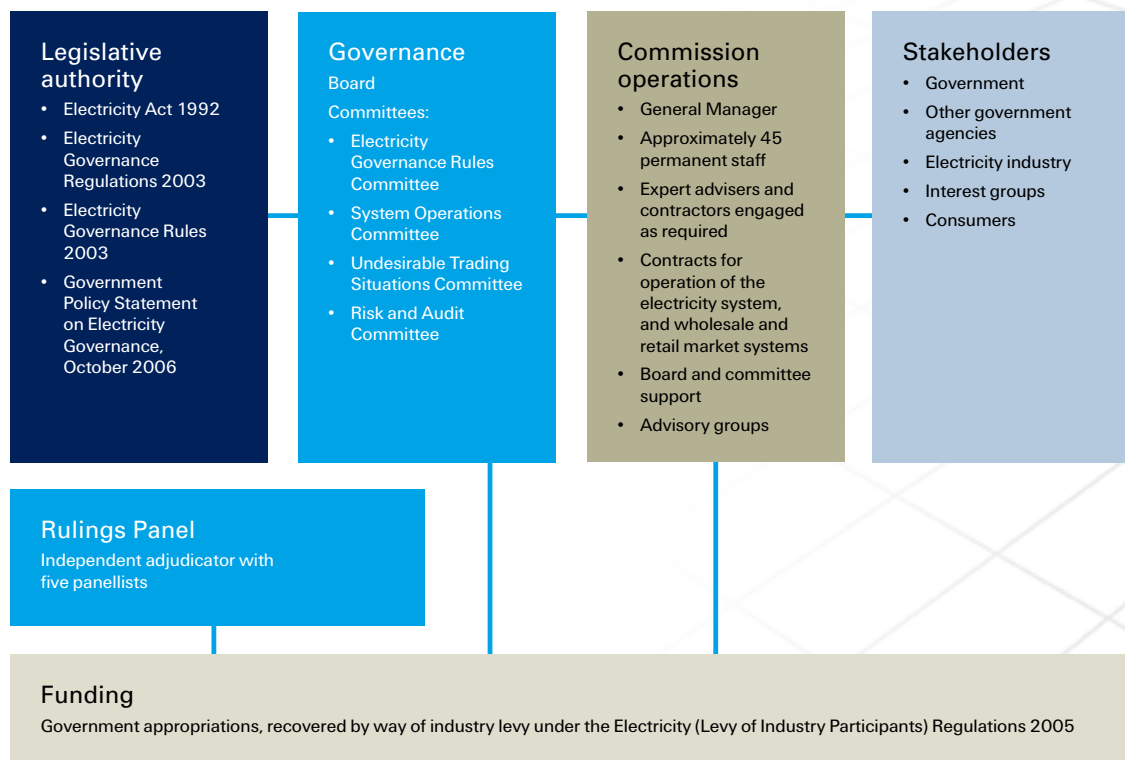 Legislative
authority
• Electricity Act 1992
• Electricity
Governance
Regulations 2003
• Electricity
Governance Rules
2003
• Government
Policy Statement
on Electricity
Governance,
October 2006
Governance
Board
Committees:
• Electricity
Governance Rules
Committee
• System Operations
Committee
• Undesirable Trading
Situations Committee
• Risk and Audit
Committee
Commission
operations
• General Manager
• Approximately 45
permanent staff
• Expert advisers and
contractors engaged
as required
• Contracts for
operation of the
electricity system,
and wholesale and
retail market systems
• Board and committee
support
• Advisory groups
Stakeholders
• Government
• Other government
agencies
• Electricity industry
• Interest groups
• Consumers
Rulings Panel
Independent adjudicator with
five panellists
Funding
Government appropriations, recovered by way of industry levy under the Electricity (Levy of Industry Participants) Regulations 2005